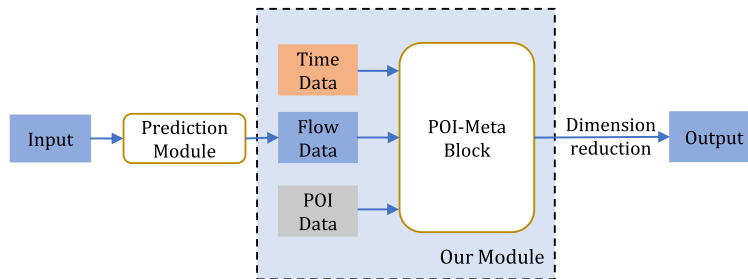 Input
Prediction
Module
Time
Data
Flow
Data
POI
Data
POI-Meta
Block
Our Module
Dimension
reduction
Output